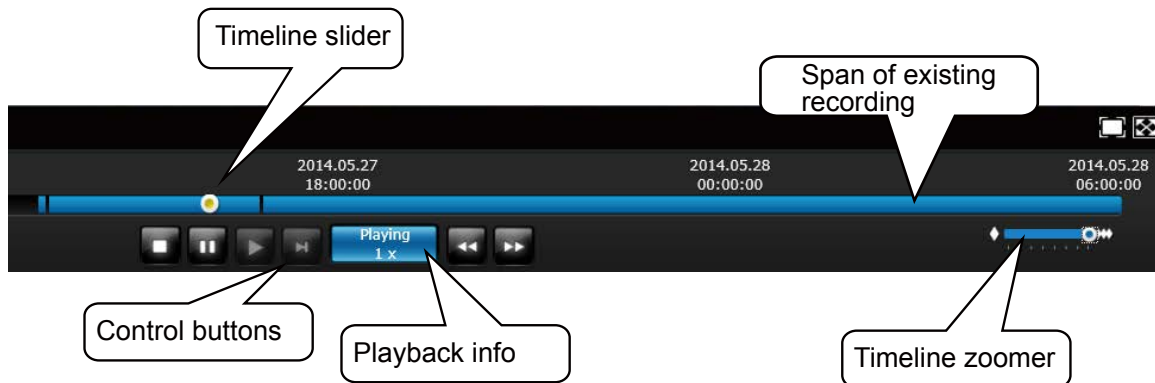 Timeline slider
Span of existing
recording
2014.05.27
18:00:00
2014.05.28
00:00:00
2014.05.28
06:00:00
Playing
1 x
Control buttons
Playback info
Timeline zoomer